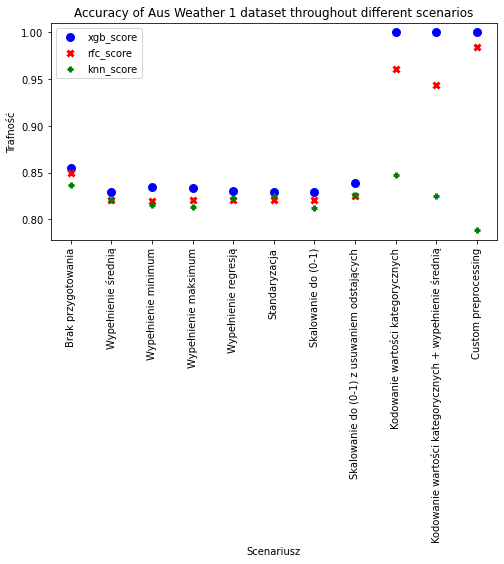 Accuracy of Aus Weather 1 dataset throughout different scenarios
xgb_score
rfc_score
knn_score
Trafność
1.00
0.95
0.90
0.85
0.80
Brak przygotowania
Wypełnienie średnią
Wypełnienie minimum
Wypełnienie maksimum
Wypełnienie regresją
Standaryzacja
Skalowanie do (0-1)
Skalowanie do (0-1) z usuwaniem odstających
Kodowanie wartości kategorycznych
Kodowanie wartości kategorycznych + wypełnienie średnią
Custom preprocessing
Scenariusz